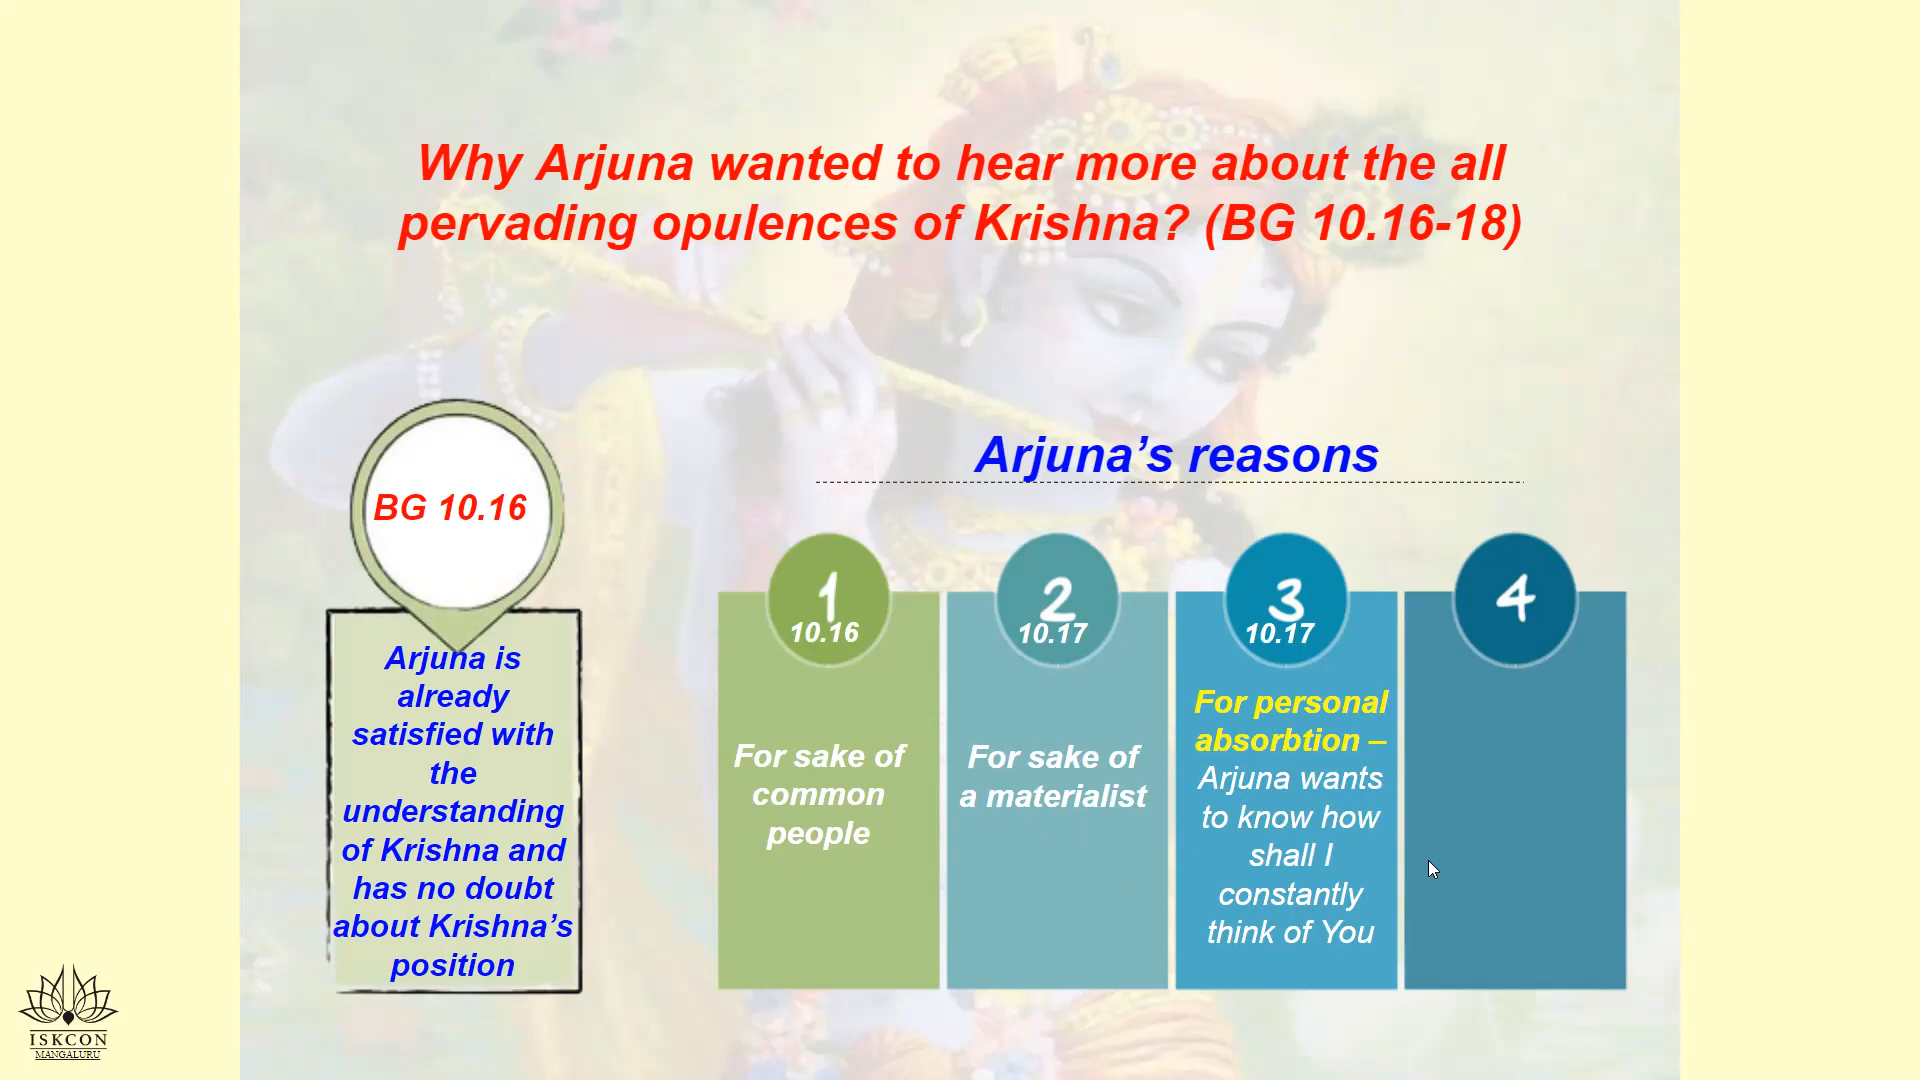 Why Arjuna wanted to hear more about the all
pervading opulences of Krishna? (BG 10.16-18)
BG 10.16
Arjuna is
already
satisfied with
the
understanding
of Krishna and
has no doubt
about Krishna’s
position
Arjuna’s reasons
1
10.16
For sake of
common
people
2
10.17
For sake of
a materialist
3
10.17
For personal
absorbtion –
Arjuna wants
to know how
shall I
constantly
think of You
4
ISKCON
MANGALURU